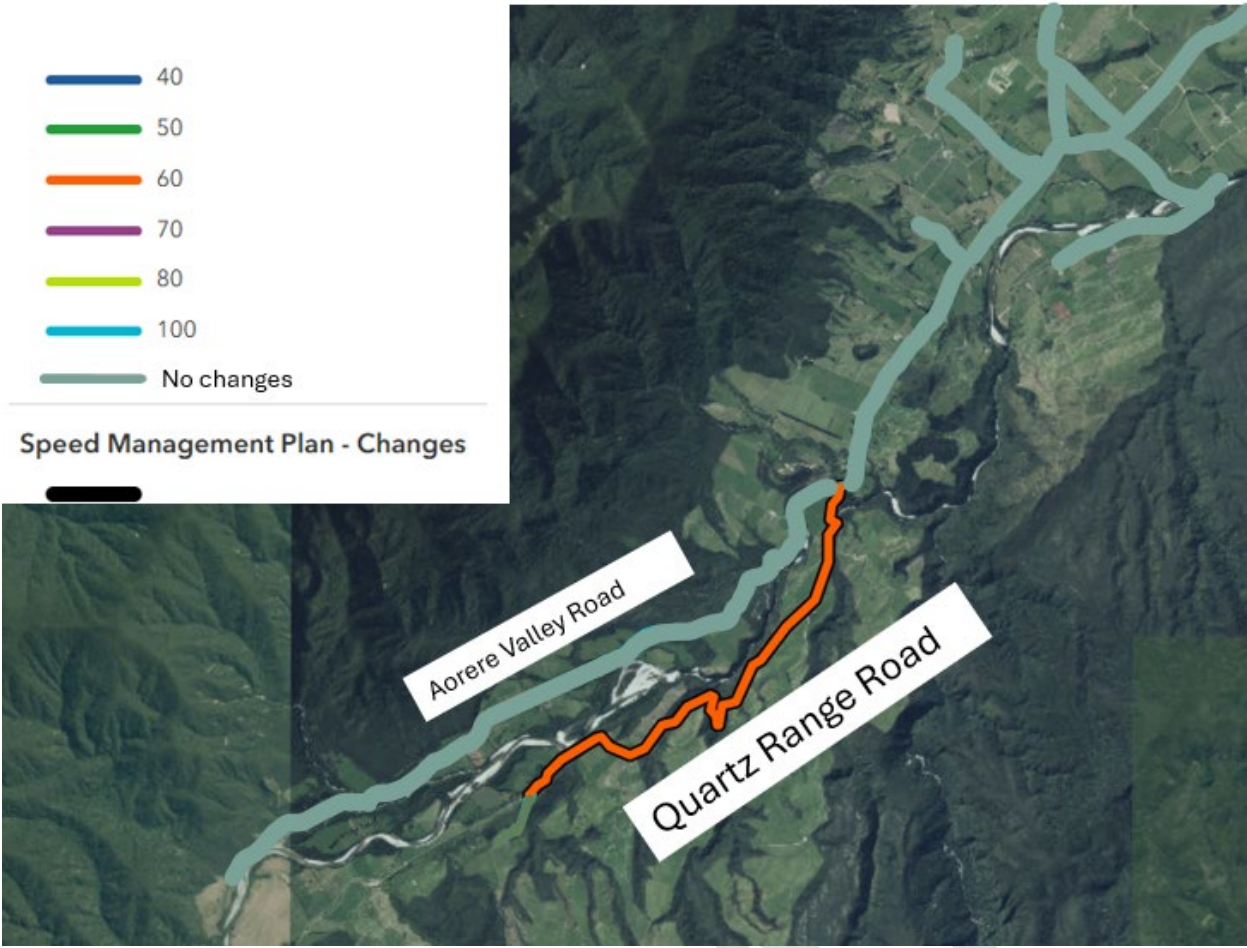 40
50
60
70
80
100
No changes
Speed Management Plan - Changes
Aorere Valley Road
Quartz Range Road